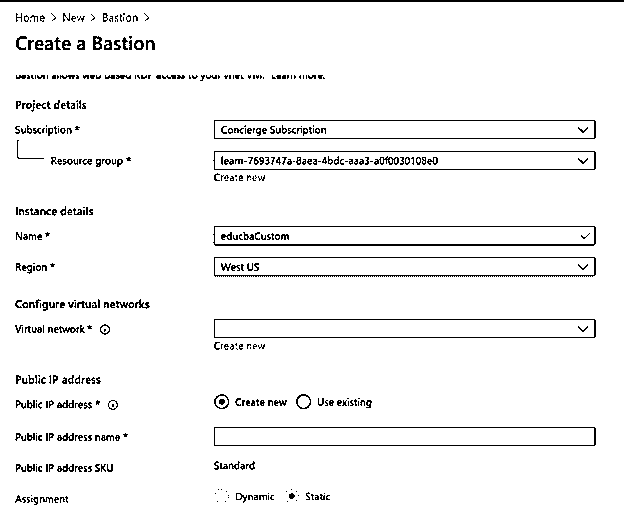 Home > New > Bastion >
Create a Bastion
Bastion allows web based RDP access to your vnet VM. Learn more.
Project details
Subscription *
Concierge Subscription
Resource group *
learn-7693747a-8aea-4bdc-aaa3-a0f0030108e0
Create new
Instance details
Name *
educbaCustom
Region *
West US
Configure virtual networks
Virtual network *
Create new
Public IP address
Public IP address *
Create new Use existing
Public IP address name *
Public IP address SKU
Standard
Assignment
Dynamic Static